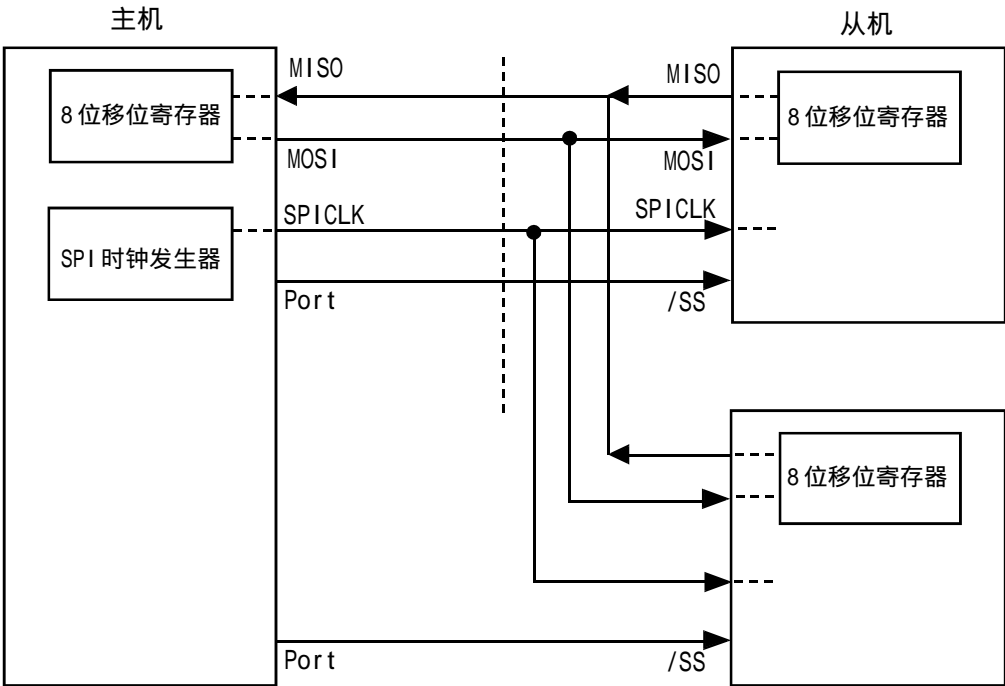 主机
从机
8位移位寄存器
SPI时钟发生器
MISO
MOSI
SPICLK
Port
MISO
MOSI
SPICLK
/SS
8位移位寄存器
8位移位寄存器
Port
/SS